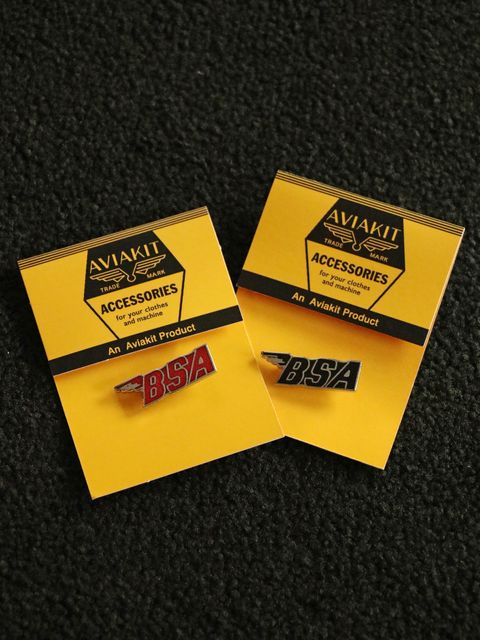 AVIAKIT
TRADE MARK
ACCESSORIES
for your clothes
and machine
An Aviakit Product
BSA
AVIAKIT
TRADE MARK
ACCESSORIES
for your clothes
and machine
An Aviakit Product
BSA